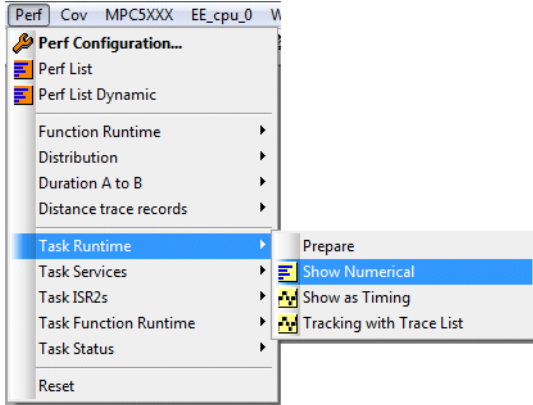 Perf Cov MPC5XXX EE_cpu_0
Perf Configuration...
Perf List
Perf List Dynamic
Function Runtime
Distribution
Duration A to B
Distance trace records
Task Runtime
Prepare
Task Services
Show Numerical
Task ISR2s
Show as Timing
Task Function Runtime
Tracking with Trace List
Task Status
Reset